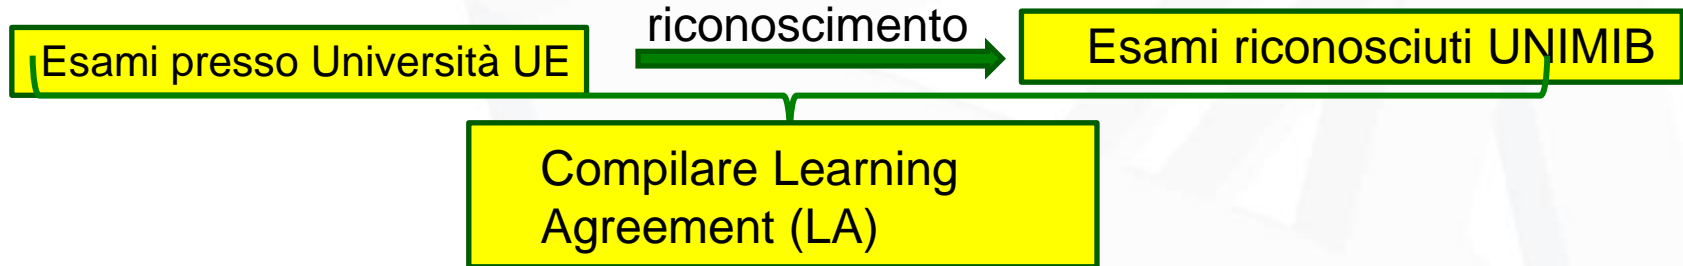 Esami presso Università UE
riconoscimento
Esami riconosciuti UNIMIB
Compilare Learning
Agreement (LA)